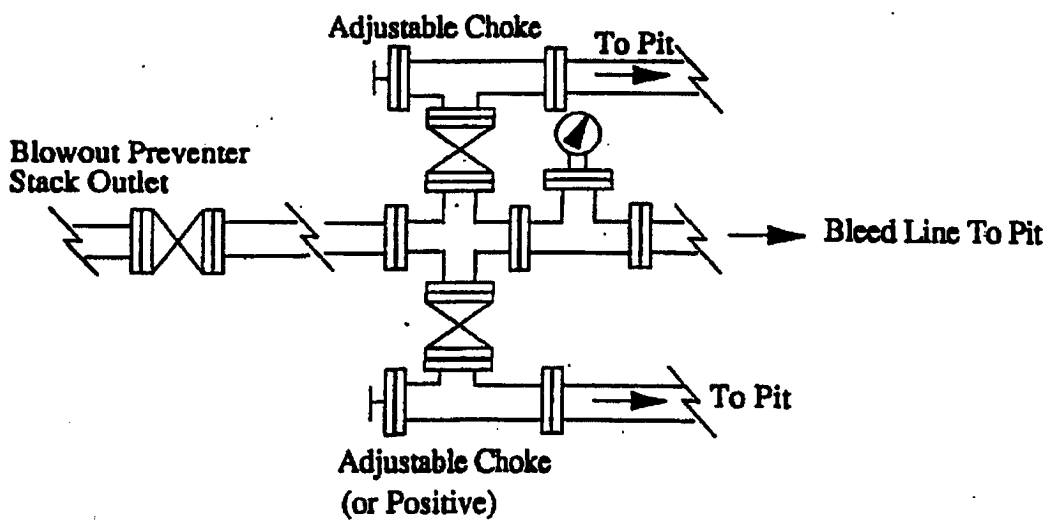 Adjustable Choke
To Pit
Blowout Preventer
Stack Outlet
Bleed Line To Pit
To Pit
Adjustable Choke
(or Positive)